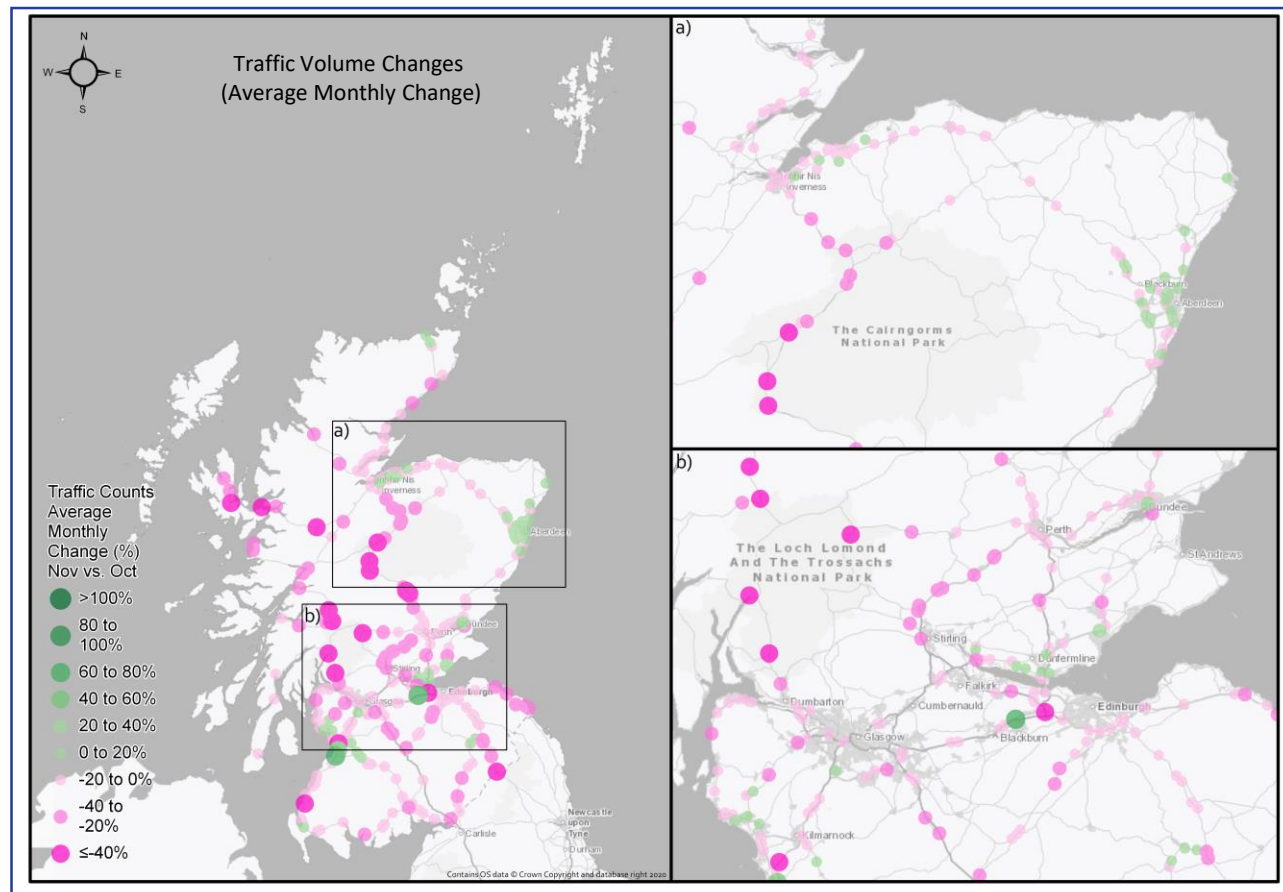 N
W E
S
Traffic Volume Changes
(Average Monthly Change)
a)
Inverness
Aberdeen
b)
Dundee
Stirling
Edinburgh
Carlisle
Newcastle
upon
Tyne
Durham
Traffic Counts
Average
Monthly
Change (%)
Nov vs. Oct
>100%
80 to
100%
60 to 80%
40 to 60%
20 to 40%
0 to 20%
-20 to 0%
-40 to
-20%
≤-40%
Contains OS data © Crown Copyright and database right 2020
a)
Nis
Inverness
Blackburn
Aberdeen
The Cairngorms
National Park
b)
Dundee
Perth
St Andrews
The Loch Lomond
And The Trossachs
National Park
Stirling
Dunfermline
Dumbarton
Falkirk
Cumbernauld
Edinburgh
Glasgow
Blackburn
Kilmarnock